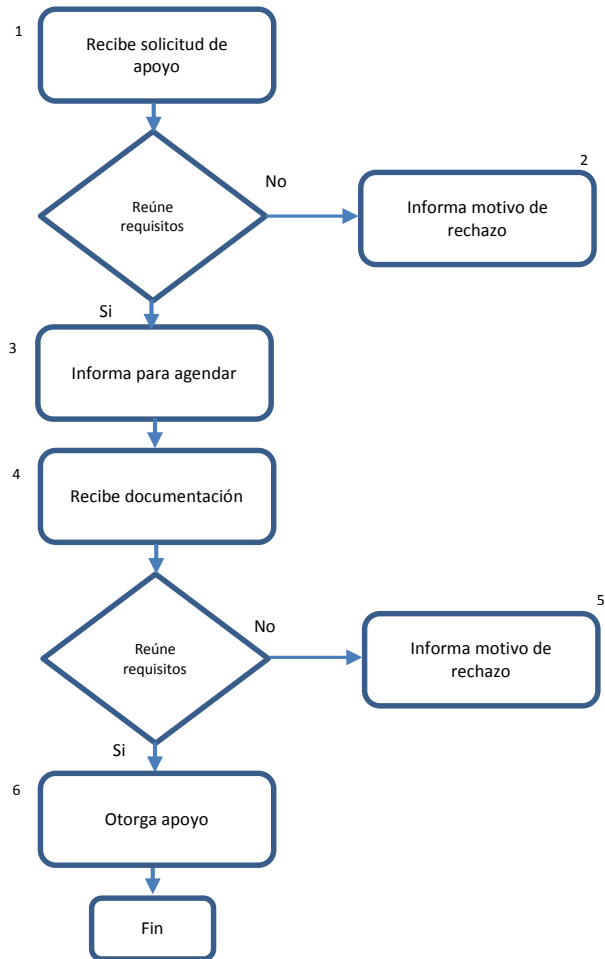 1
Recibe solicitud de
apoyo
Reúne
requisitos
No
2
Informa motivo de
rechazo
Si
3
Informa para agendar
4
Recibe documentación
Reúne
requisitos
No
5
Informa motivo de
rechazo
Si
6
Otorga apoyo
Fin